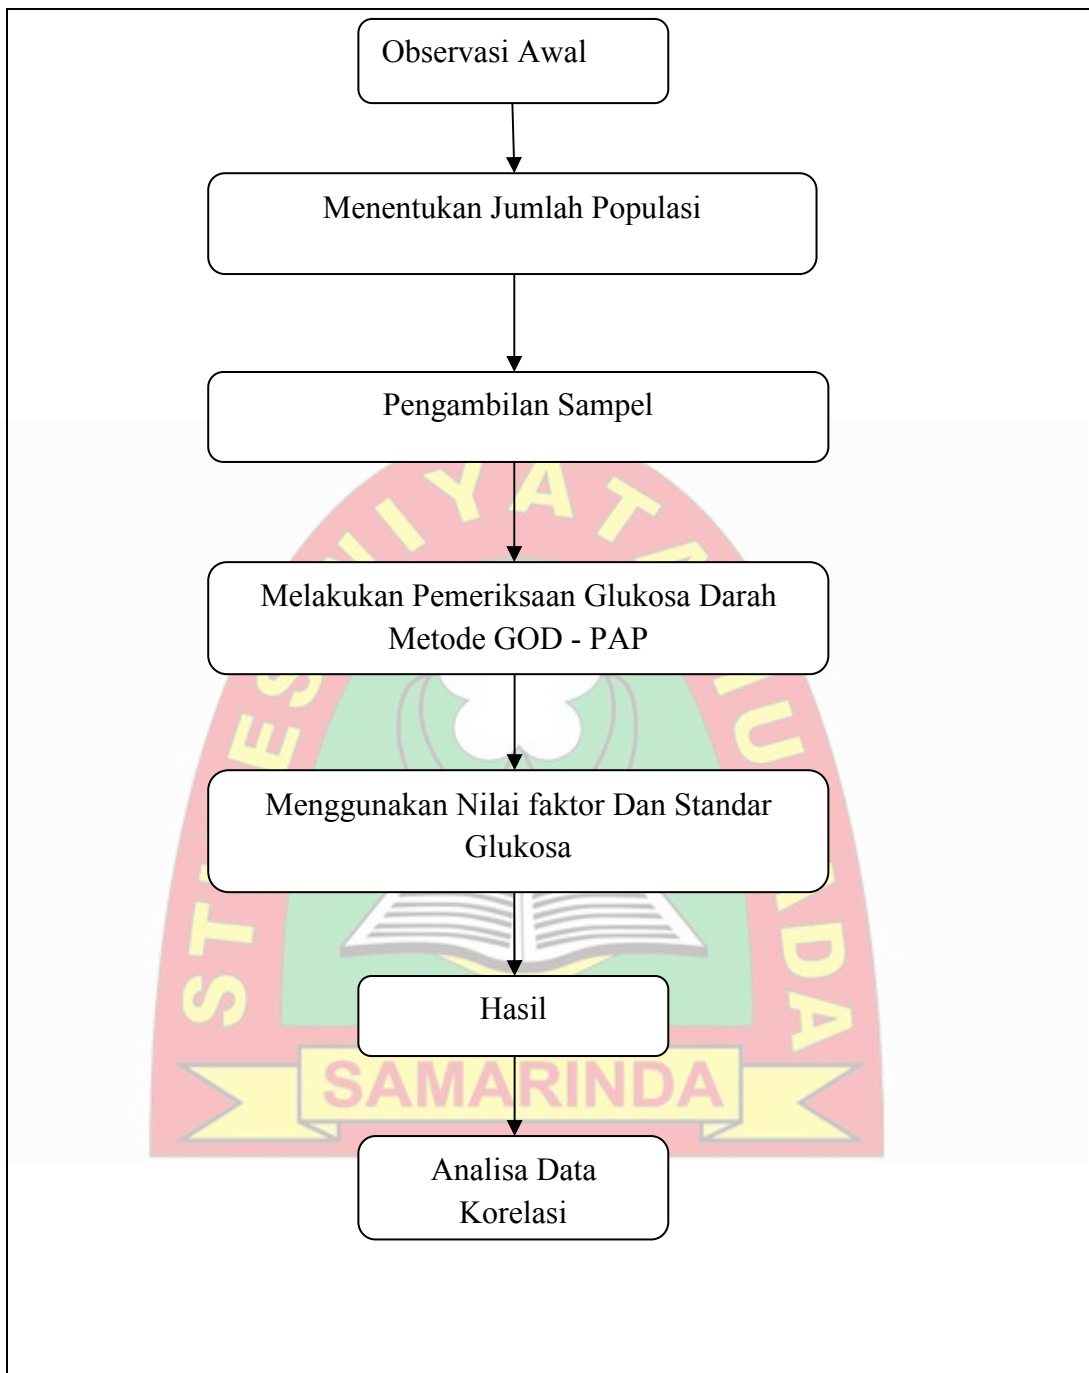 Observasi Awal
Menentukan Jumlah Populasi
Pengambilan Sampel
Melakukan Pemeriksaan Glukosa Darah
Metode GOD - PAP
Menggunakan Nilai faktor Dan Standar
Glukosa
Hasil
SAMARINDA
Analisa Data
Korelasi